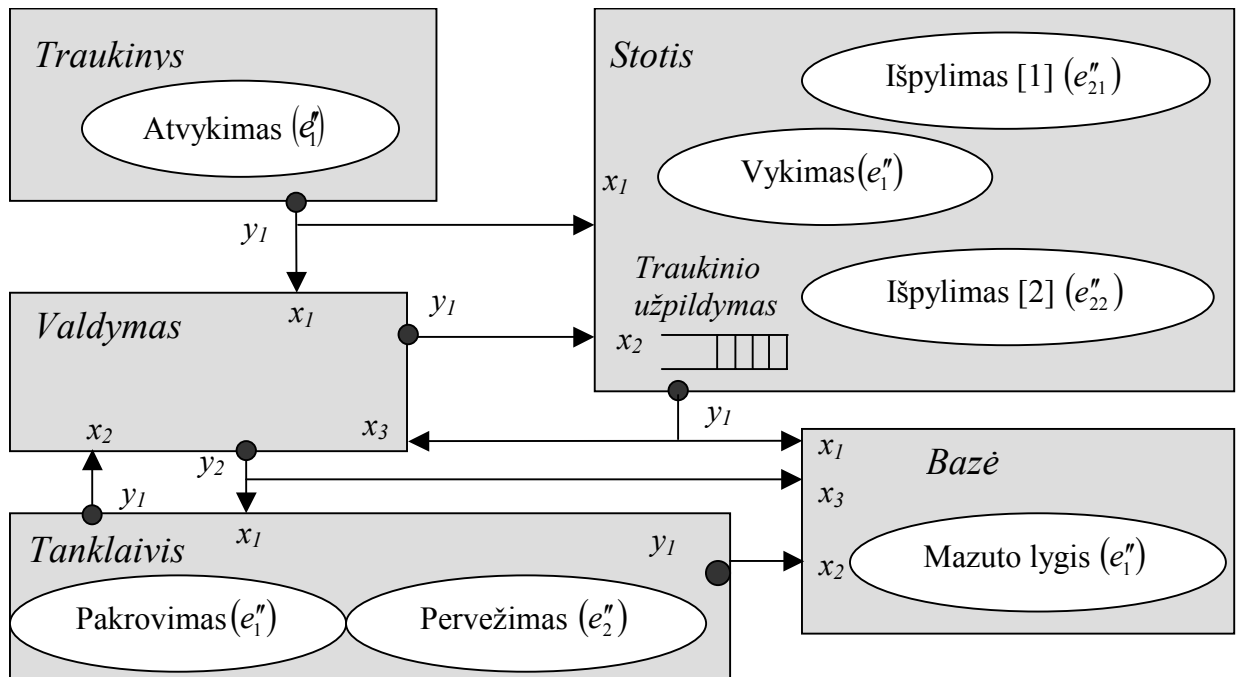 Traukinys
Atvykimas (e″₁)
y₁
Stotis
Išpylimas [1] (e″₂₁)
Vykimas (e″₁)
x₁
Traukinio
užpildymas
Išpylimas [2] (e″₂₂)
x₂
y₁
Valdymas
x₁
y₁
x₂
x₃
y₂
y₁
Bazė
x₁
x₃
x₂
Mazuto lygis (e″₁)
Tanklaivis
x₁
y₁
Pakrovimas (e″₁)
Pervežimas (e″₂)